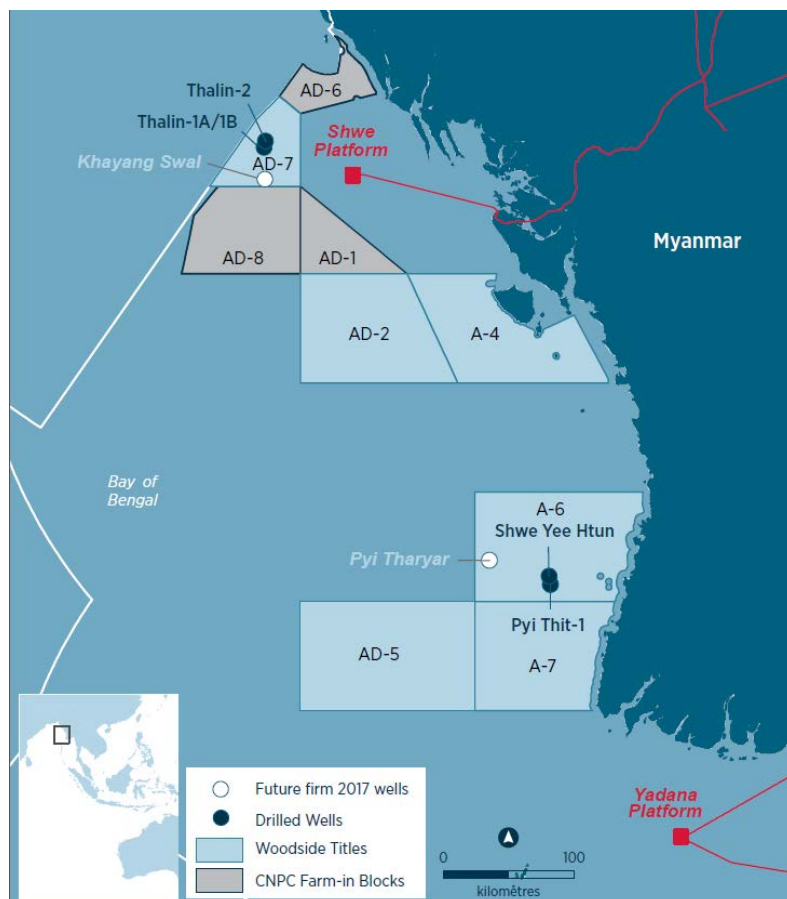 AD-6
Thalin-2
Thalin-1A/1B
Shwe
Platform
Khayang Swal
AD-7
Myanmar
AD-8
AD-1
AD-2
A-4
Bay of
Bengal
A-6
Shwe Yee Htun
Pyi Tharyar
Pyi Thit-1
AD-5
A-7
Future firm 2017 wells
Drilled Wells
Woodside Titles
CNPC Farm-in Blocks
0
100
kilomêtres
Yadana
Platform